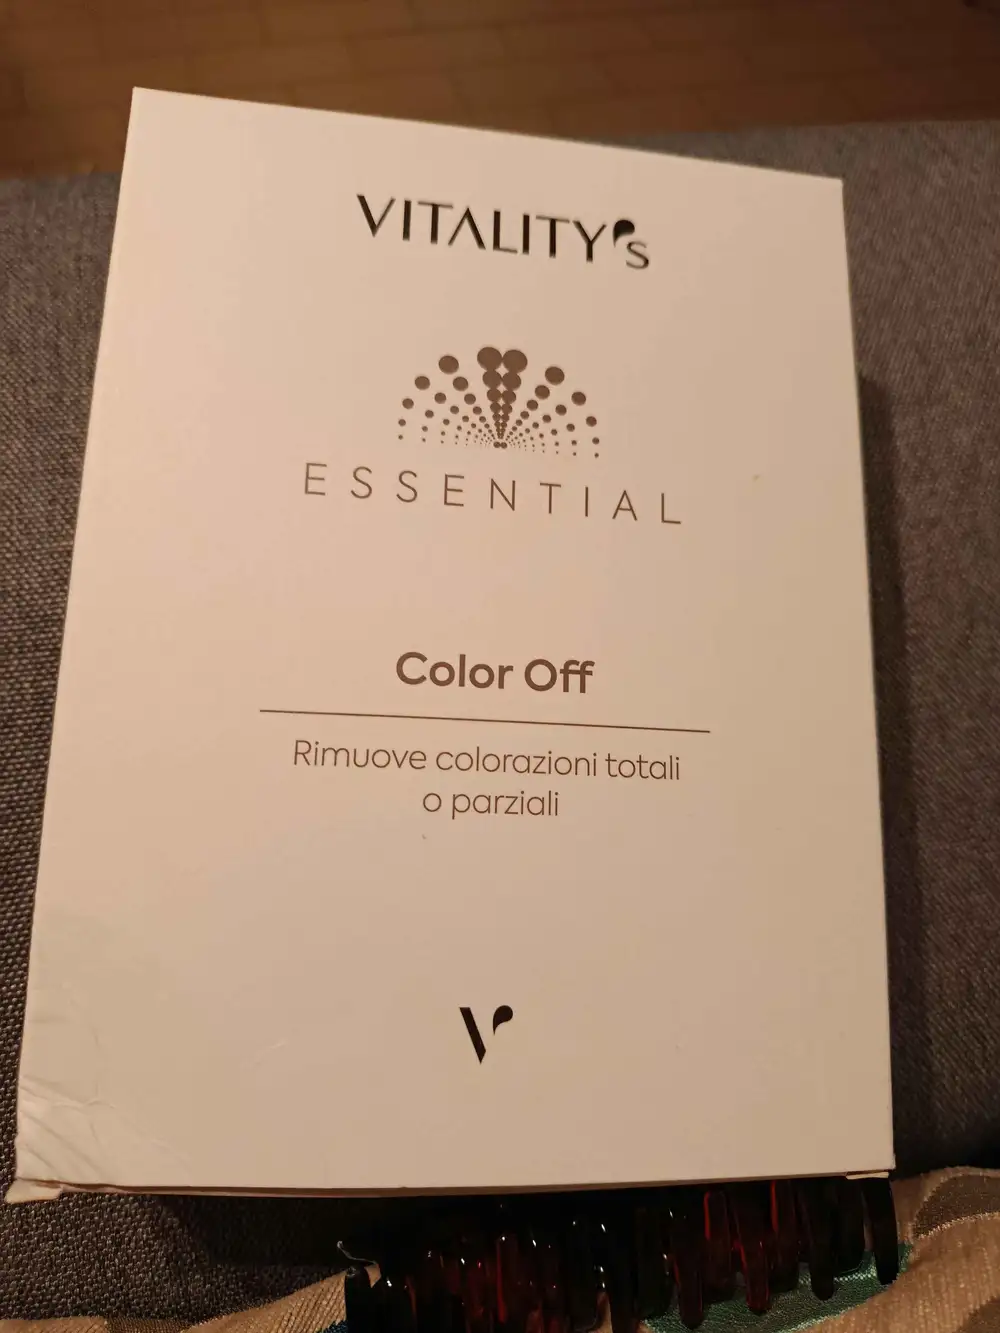 VITALITY's
ESSENTIAL
Color Off
Rimuove colorazioni totali
o parziali
V